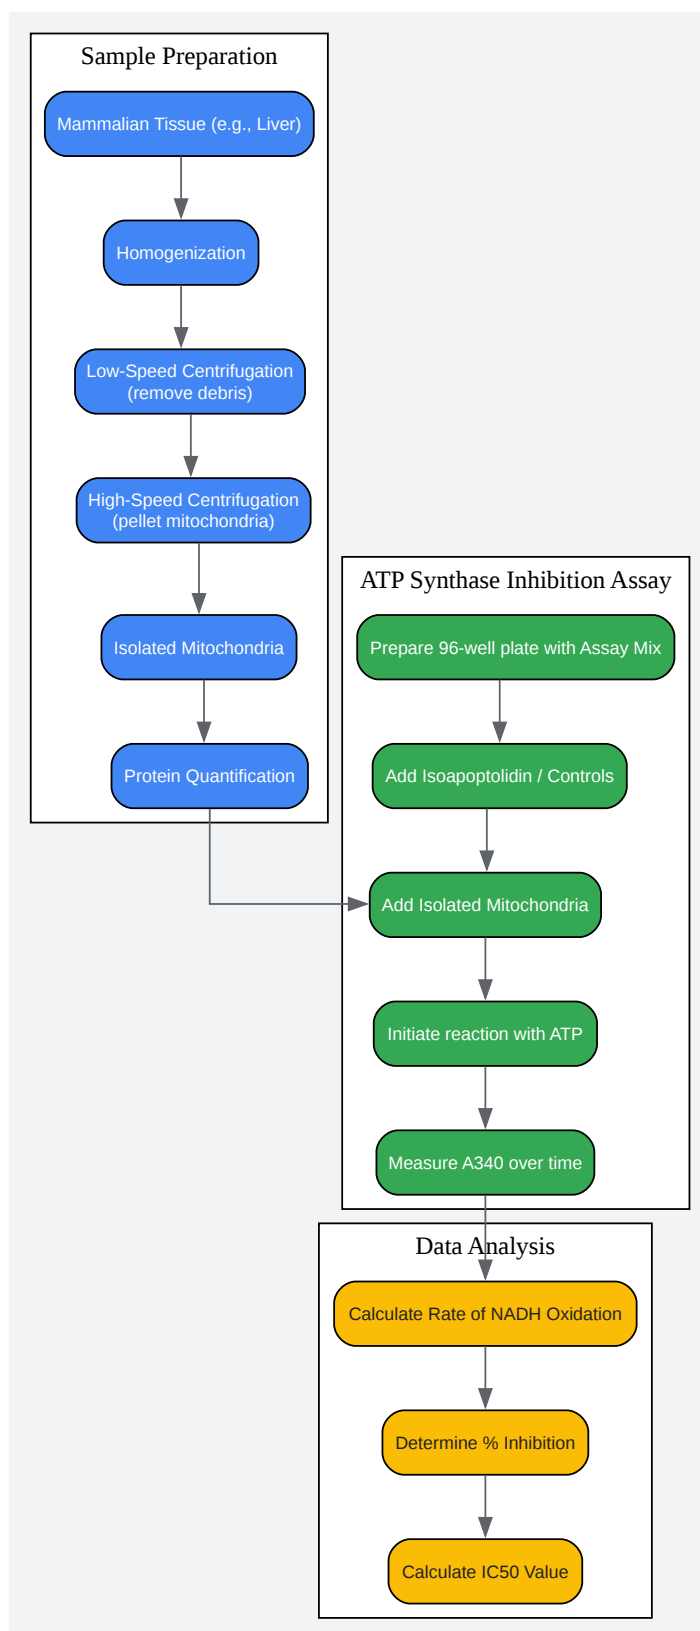 Sample Preparation
Mammalian Tissue (e.g., Liver)
Homogenization
Low-Speed Centrifugation
(remove debris)
High-Speed Centrifugation
(pellet mitochondria)
Isolated Mitochondria
Protein Quantification
ATP Synthase Inhibition Assay
Prepare 96-well plate with Assay Mix
Add Isoapoptolidin / Controls
Add Isolated Mitochondria
Initiate reaction with ATP
Measure A340 over time
Data Analysis
Calculate Rate of NADH Oxidation
Determine % Inhibition
Calculate IC50 Value